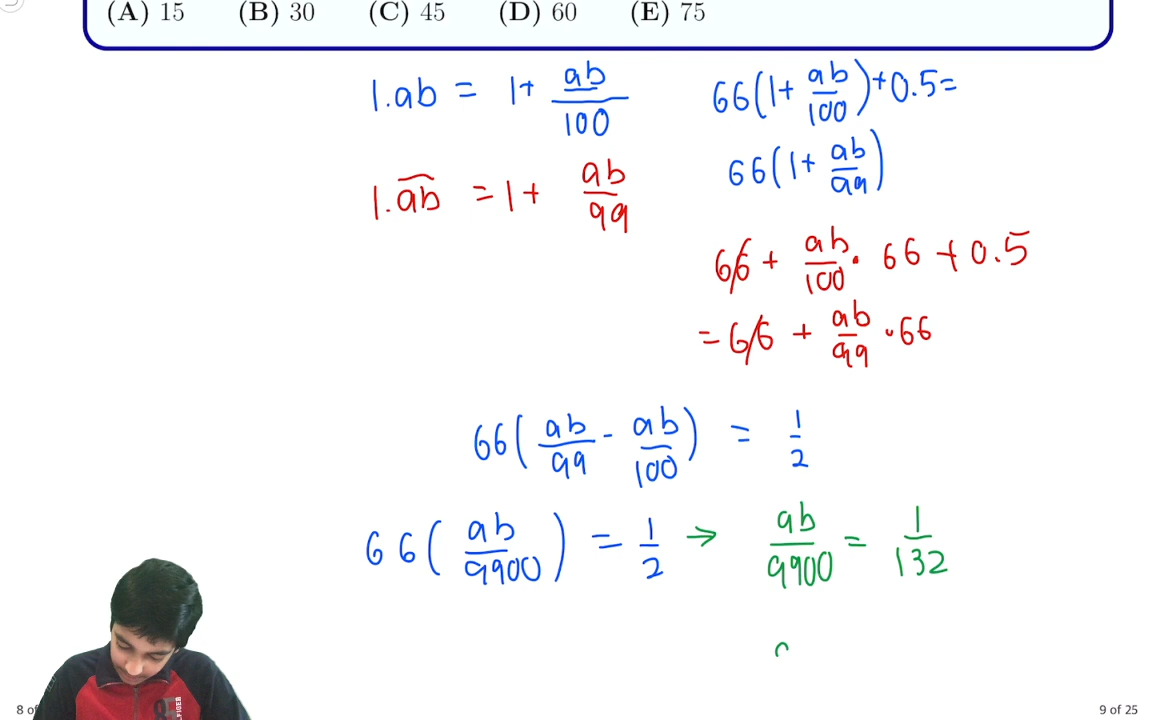 (A) 15 (B) 30 (C) 45 (D) 60 (E) 75
1.ab = 1 + ab/100
66(1 + ab/100) + 0.5 =
66(1 + ab/99)
1.\overline{ab} = 1 + ab/99
66 + ab/100 · 66 + 0.5
= 66 + ab/99 · 66
66(ab/99 - ab/100) = 1/2
66(ab/9900) = 1/2 → ab/9900 = 1/132
8 of
9 of 25